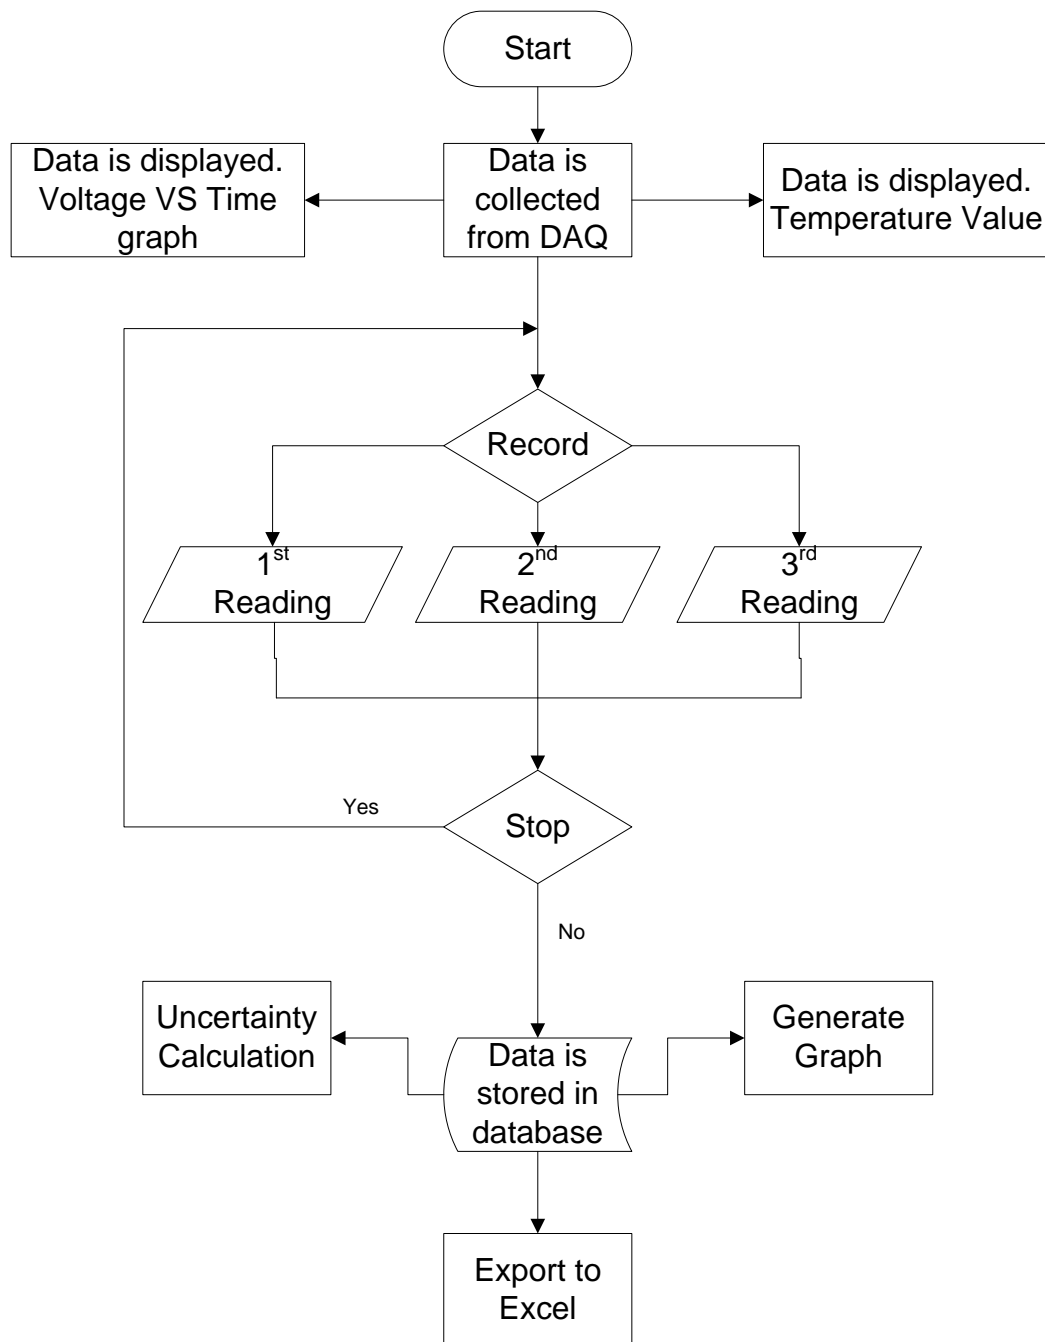 Start
Data is displayed.
Voltage VS Time
graph
Data is
collected
from DAQ
Data is displayed.
Temperature Value
Record
1st
Reading
2nd
Reading
3rd
Reading
Yes
Stop
No
Uncertainty
Calculation
Data is
stored in
database
Generate
Graph
Export to
Excel